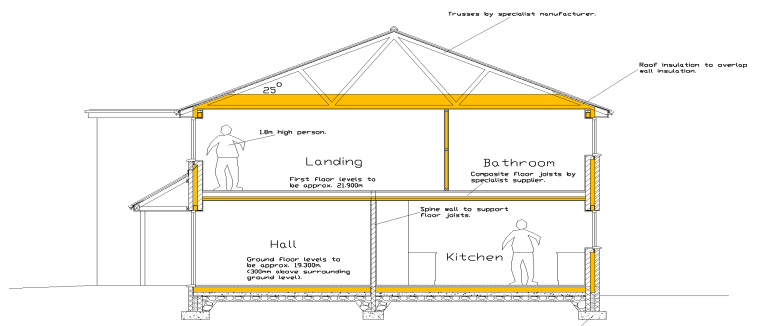 Trusses by specialist manufacturer.
Roof insulation to overlap
wall insulation.
25°
1.8m high person.
Landing
Bathroom
First floor levels to
be approx. 21.900m
Composite floor joists by
specialist supplier.
Spine wall to support
floor joists.
Hall
Kitchen
Ground floor levels to
be approx. 19.300m.
(300mm above surrounding
ground level).